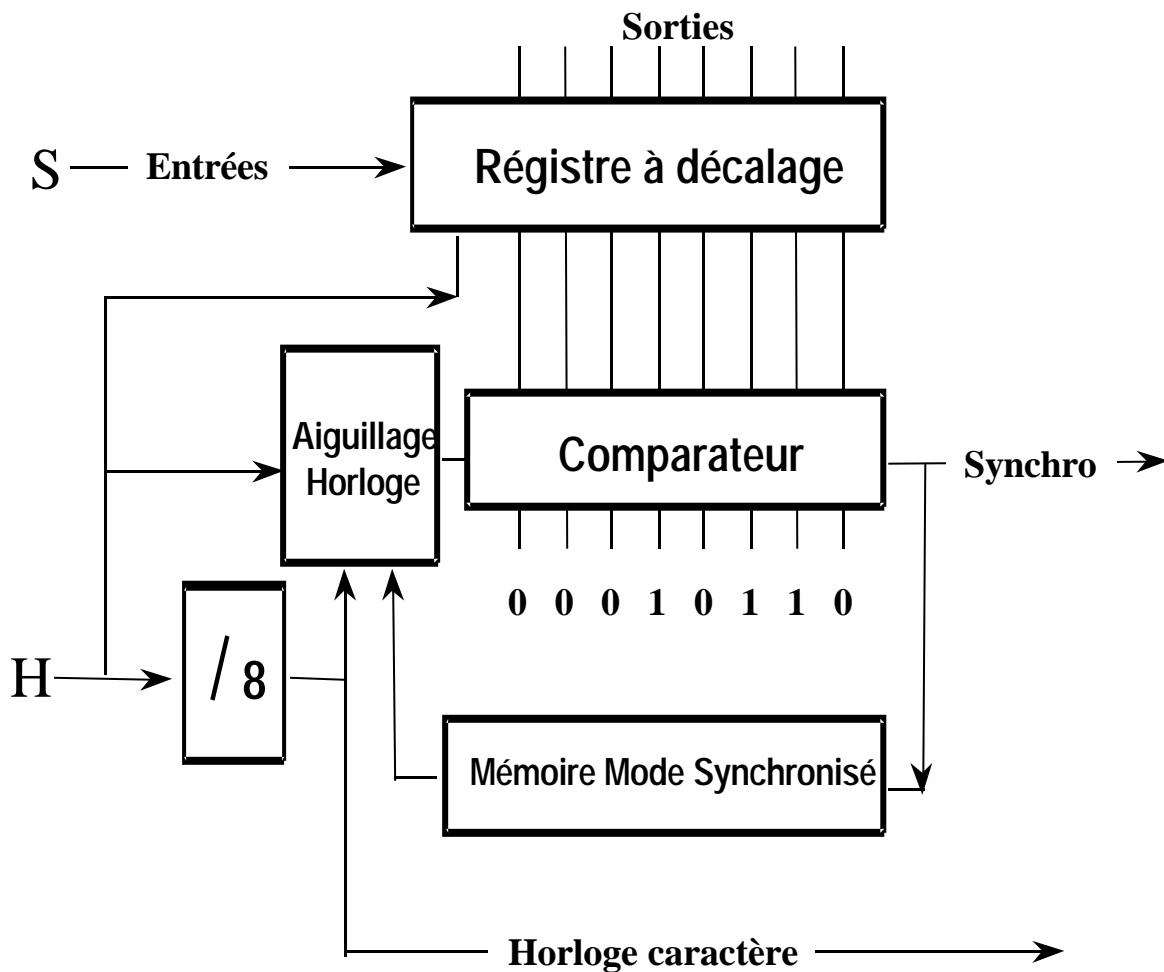 Sorties
S Entrées Régistre à décalage
Aiguillage
Horloge
Comparateur
Synchro
0 0 0 1 0 1 1 0
H / 8
Mémoire Mode Synchronisé
Horloge caractère